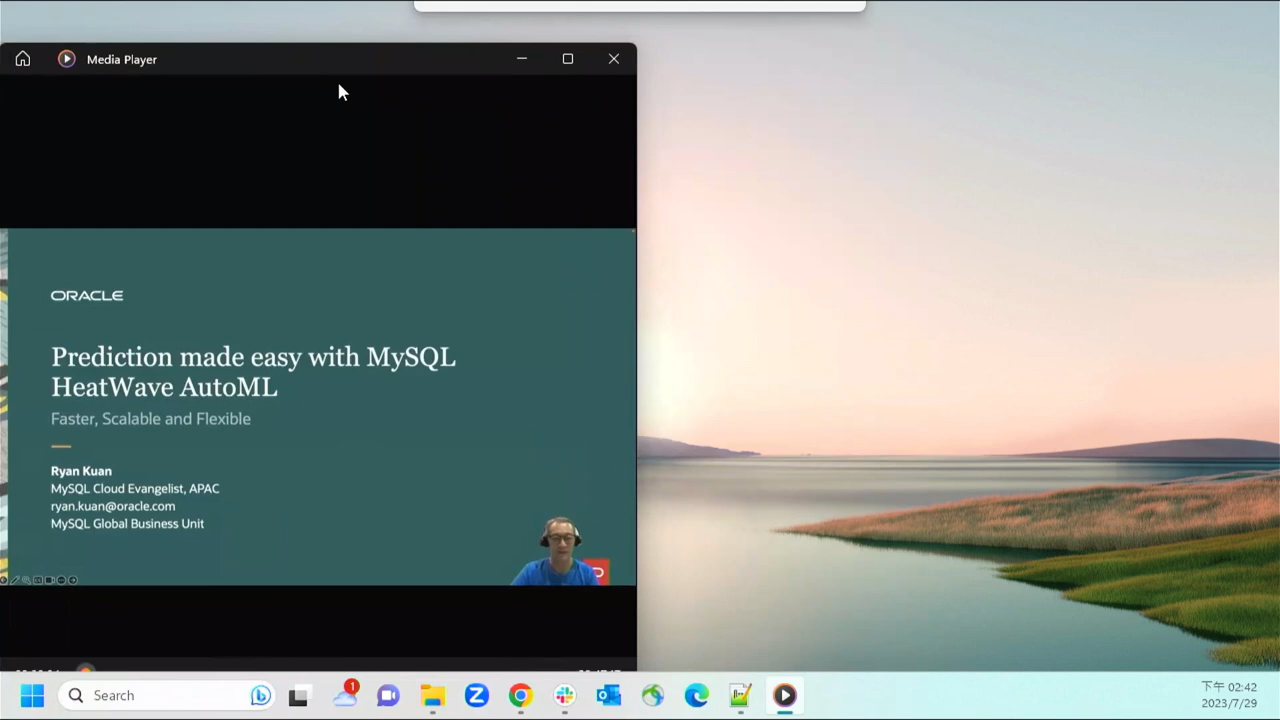 Media Player
ORACLE
Prediction made easy with MySQL
HeatWave AutoML
Faster, Scalable and Flexible
Ryan Kuan
MySQL Cloud Evangelist, APAC
ryan.kuan@oracle.com
MySQL Global Business Unit
P
Search
1
下午 02:42
2023/7/29